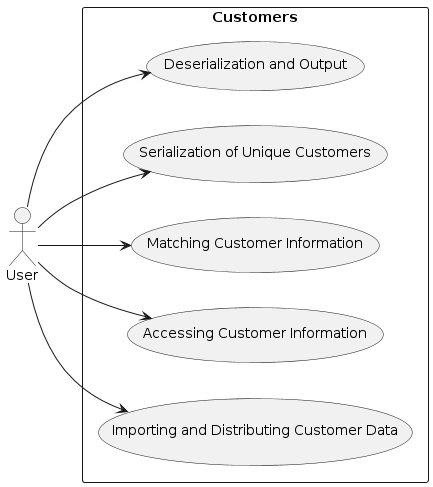 Customers
Deserialization and Output
Serialization of Unique Customers
Matching Customer Information
User
Accessing Customer Information
Importing and Distributing Customer Data